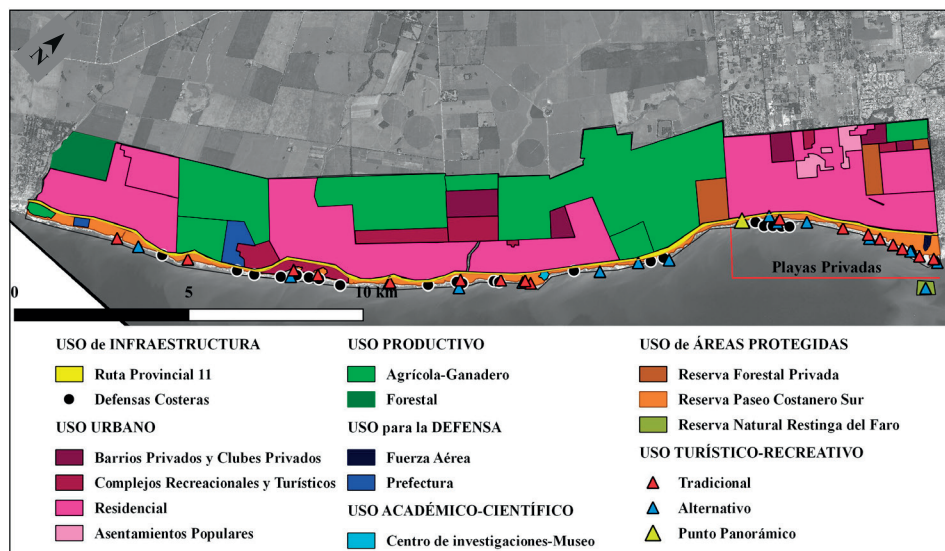 N
Playas Privadas
0 5 10 km
USO de INFRAESTRUCTURA
Ruta Provincial 11
Defensas Costeras
USO URBANO
Barrios Privados y Clubes Privados
Complejos Recreacionales y Turísticos
Residencial
Asentamientos Populares
USO PRODUCTIVO
Agrícola-Ganadero
Forestal
USO para la DEFENSA
Fuerza Aérea
Prefectura
USO ACADÉMICO-CIENTÍFICO
Centro de investigaciones-Museo
USO de ÁREAS PROTEGIDAS
Reserva Forestal Privada
Reserva Paseo Costanero Sur
Reserva Natural Restinga del Faro
USO TURÍSTICO-RECREATIVO
Tradicional
Alternativo
Punto Panorámico